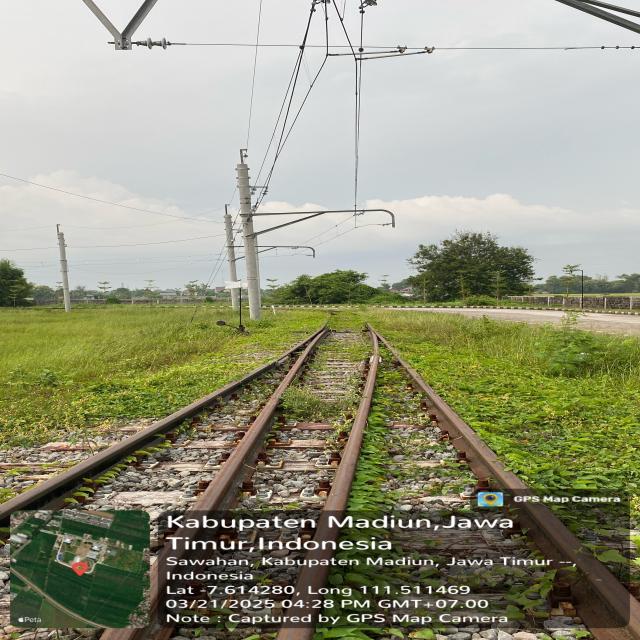 GPS Map Camera
Kabupaten Madiun,Jawa
Timur,Indonesia
Sawahan, Kabupaten Madiun, Jawa Timur --,
Indonesia
Lat -7.614280, Long 111.511469
03/21/2025 04:28 PM GMT+07:00
Note : Captured by GPS Map Camera
Peta